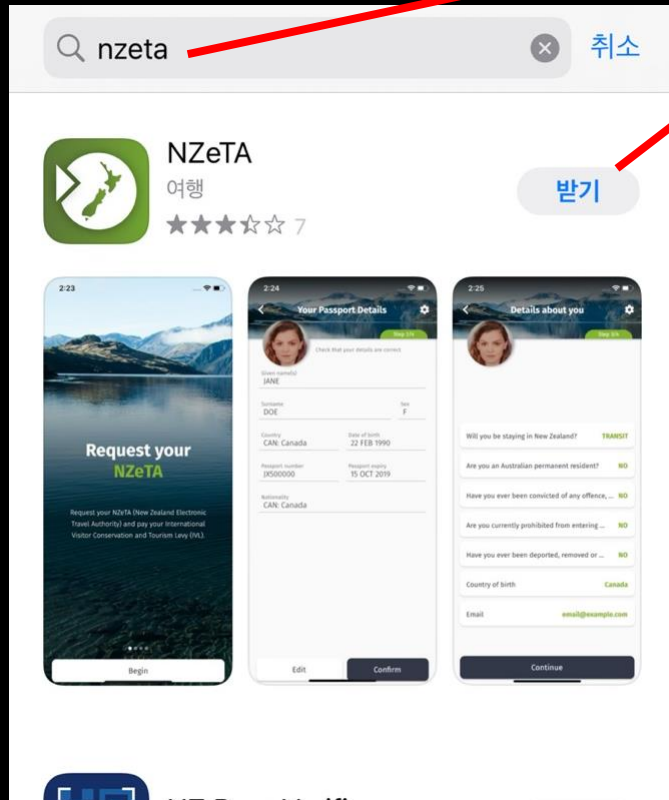 nzeta
취소
NZeTA
여행
7
받기
2:23
Request your
NZeTA
Request your NZeTA (New Zealand Electronic
Travel Authority) and pay your International
Visitor Conservation and Tourism Levy (IVL).
Begin
2:24
Your Passport Details
Check that your details are correct
Given name(s)
JANE
Surname
Sex
DOE
F
Country
Date of birth
CAN: Canada
22 FEB 1990
Passport number
Passport expiry
15 OCT 2019
Nationality
CAN: Canada
Edit
Confirm
2:25
Details about you
Will you be staying in New Zealand? TRANSIT
Are you an Australian permanent resident? NO
Have you ever been convicted of any offence, ... NO
Are you currently prohibited from entering ... NO
Have you ever been deported, removed or ... NO
Country of birth Canada
Email email@example.com
Continue